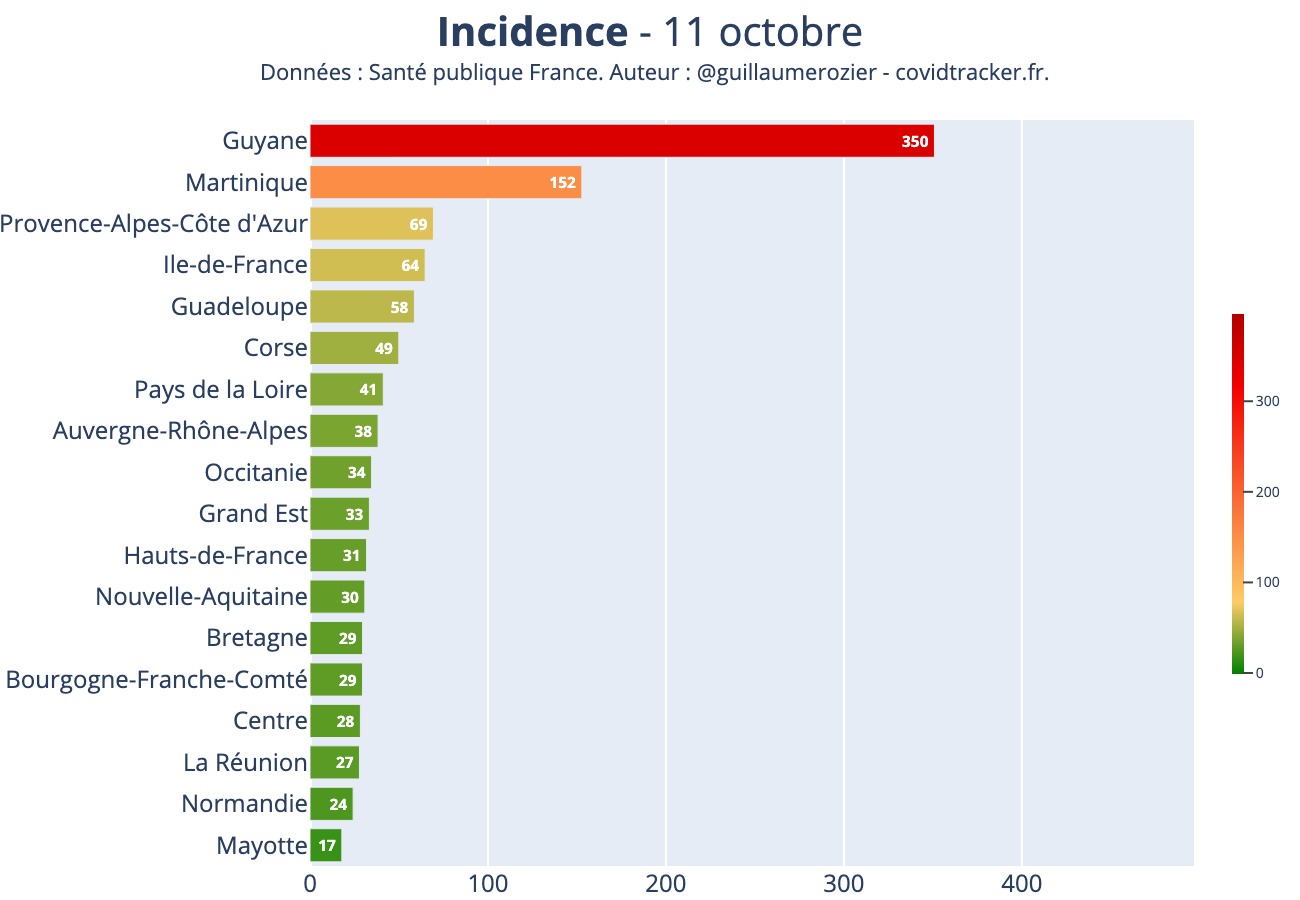 Incidence - 11 octobre
Données : Santé publique France. Auteur : @guillaumerozier - covidtracker.fr.
Guyane 350
Martinique 152
Provence-Alpes-Côte d'Azur 69
Ile-de-France 64
Guadeloupe 58
Corse 49
Pays de la Loire 41
Auvergne-Rhône-Alpes 38
Occitanie 34
Grand Est 33
Hauts-de-France 31
Nouvelle-Aquitaine 30
Bretagne 29
Bourgogne-Franche-Comté 29
Centre 28
La Réunion 27
Normandie 24
Mayotte 17
0 100 200 300 400
300
200
100
0